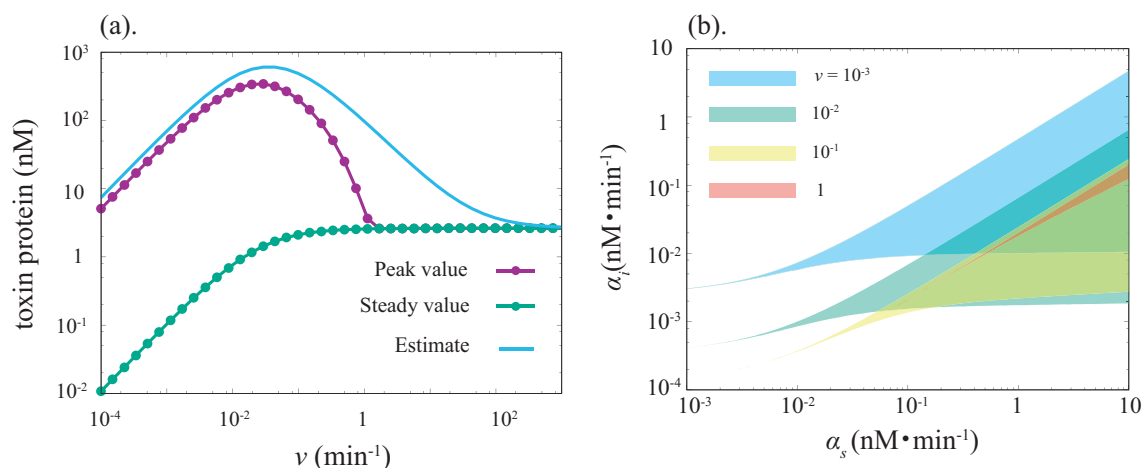 (a).
toxin protein (nM)
10³
10²
10
1
10⁻¹
10⁻²
Peak value
Steady value
Estimate
10⁻⁴
10⁻²
1
10²
ν (min⁻¹)
(b).
αᵢ(nM•min⁻¹)
10
1
10⁻¹
10⁻²
10⁻³
10⁻⁴
ν = 10⁻³
10⁻²
10⁻¹
1
10⁻³
10⁻²
10⁻¹
1
10
αₛ (nM•min⁻¹)